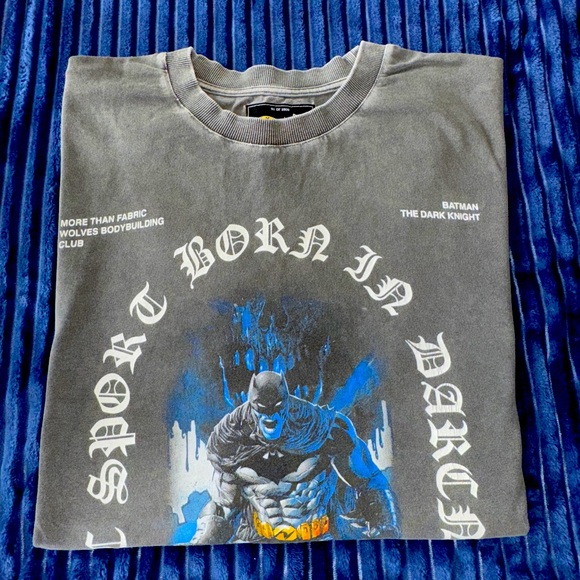 MORE THAN FABRIC
WOLVES BODYBUILDING
CLUB
BATMAN
THE DARK KNIGHT
SPORT BORN IN